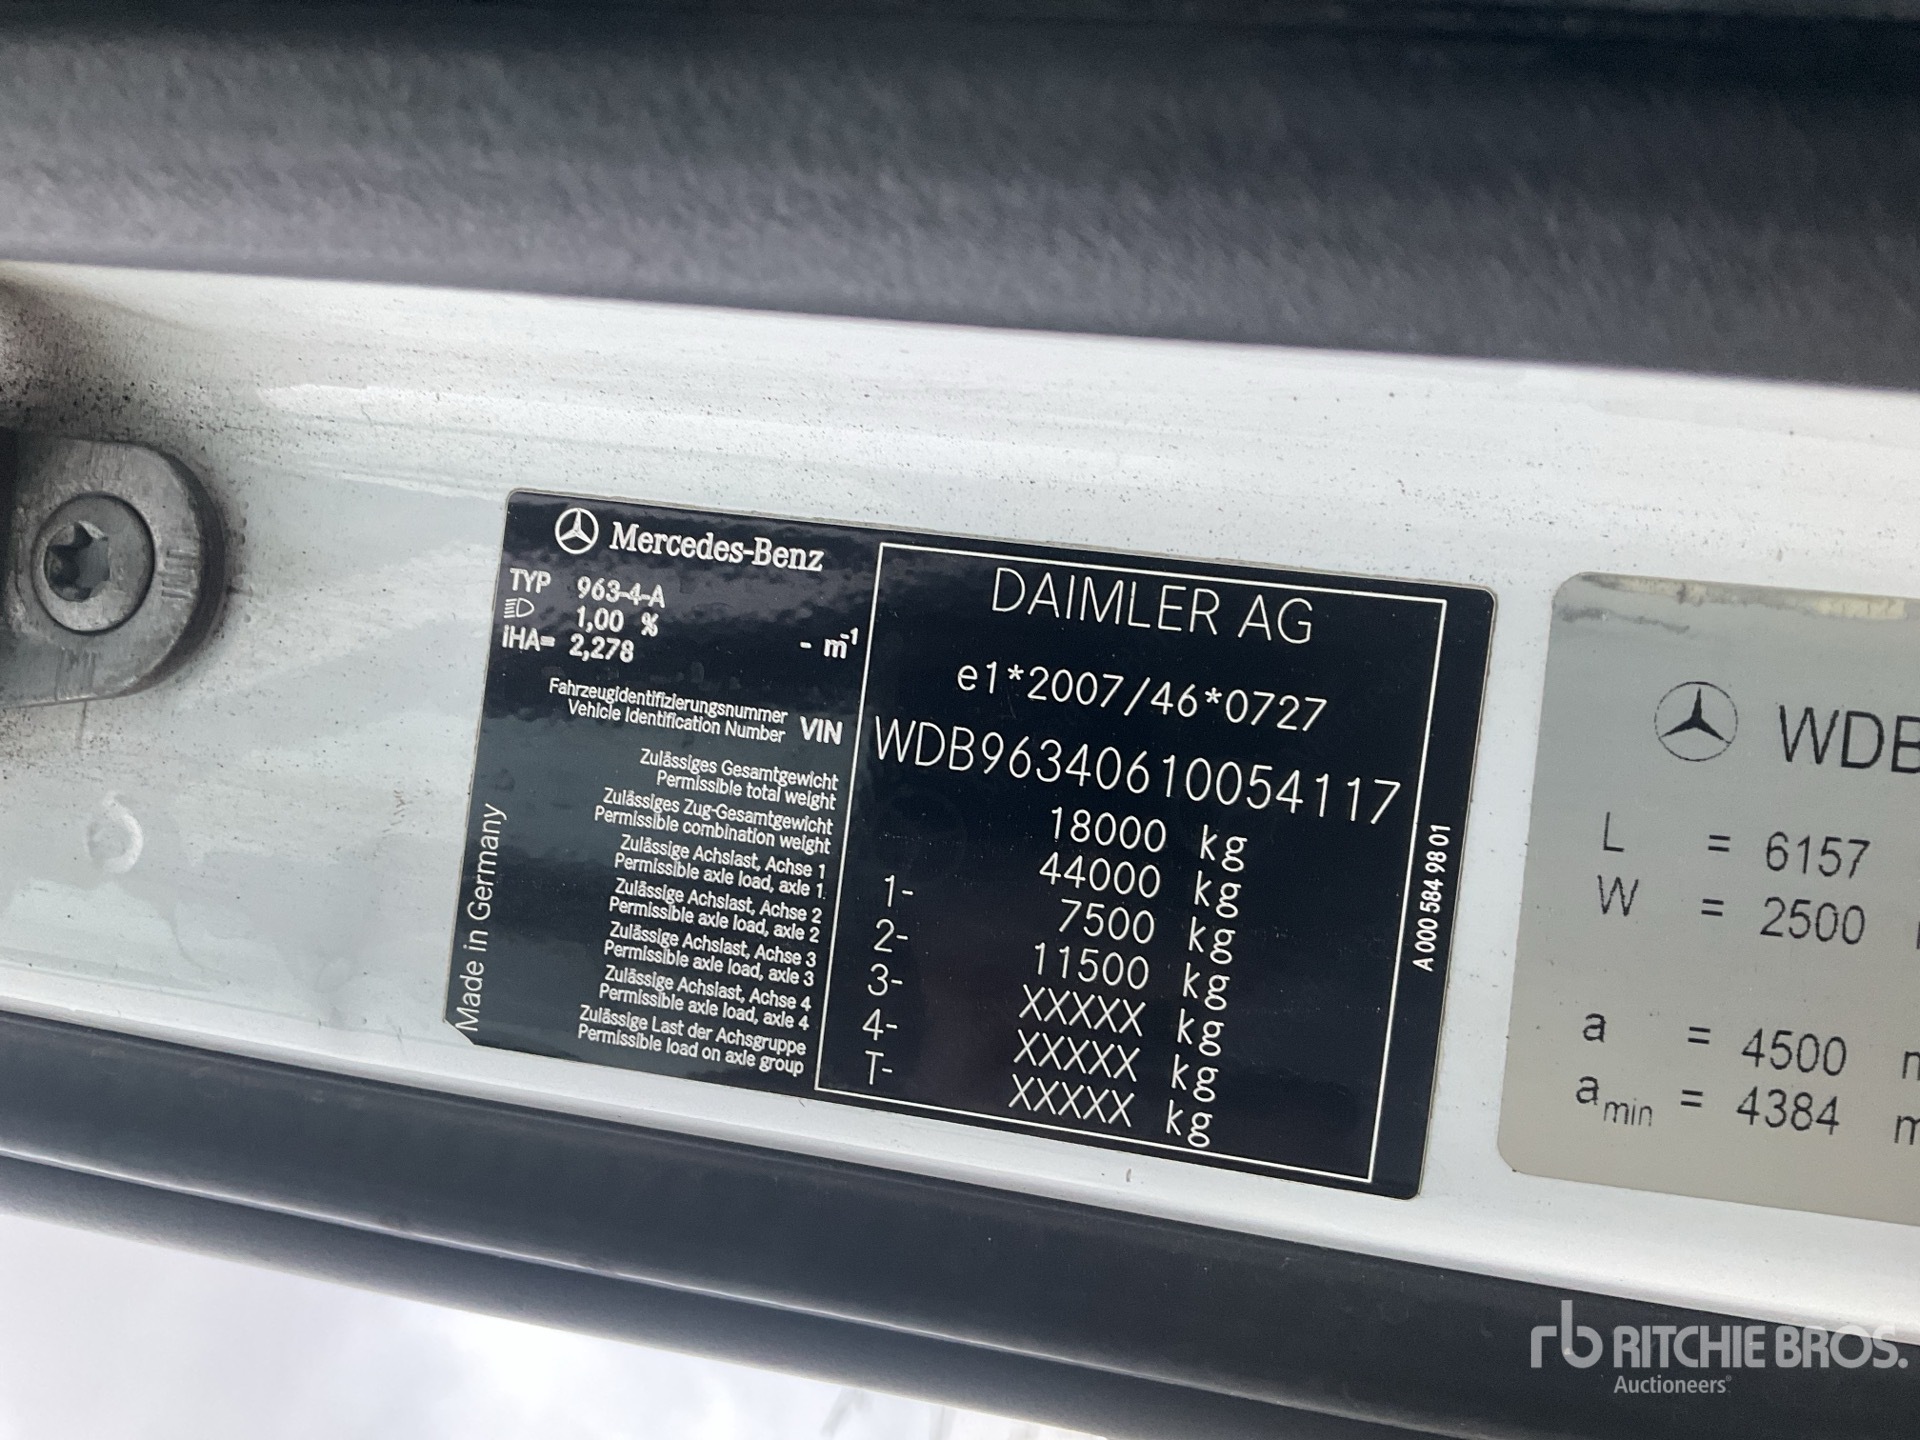 Mercedes-Benz
TYP 963-4-A
1,00 %
iHA= 2,278
- m-1
Fahrzeugidentifizierungsnummer
Vehicle Identification Number VIN
Zulässiges Gesamtgewicht
Permissible total weight
Zulässiges Zug-Gesamtgewicht
Permissible combination weight
Zulässige Achslast, Achse 1
Permissible axle load, axle 1
Zulässige Achslast, Achse 2
Permissible axle load, axle 2
Zulässige Achslast, Achse 3
Permissible axle load, axle 3
Zulässige Achslast, Achse 4
Permissible axle load, axle 4
Zulässige Last der Achsgruppe
Permissible load on axle group
Made in Germany
DAIMLER AG
e1*2007/46*0727
WDB96340610054117
18000 kg
44000 kg
1- 7500 kg
2- 11500 kg
3- XXXXX kg
4- XXXXX kg
T- XXXXX kg
A 000 584 98 01
WDB
L = 6157
W = 2500
a = 4500 m
amin = 4384 m
rb RITCHIE BROS.
Auctioneers